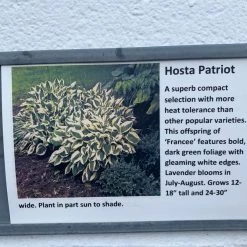 Hosta Patriot
A superb compact
selection with more
heat tolerance than
other popular varieties.
This offspring of
‘Francee’ features bold,
dark green foliage with
gleaming white edges.
Lavender blooms in
July-August. Grows 12-
18” tall and 24-30”
wide. Plant in part sun to shade.